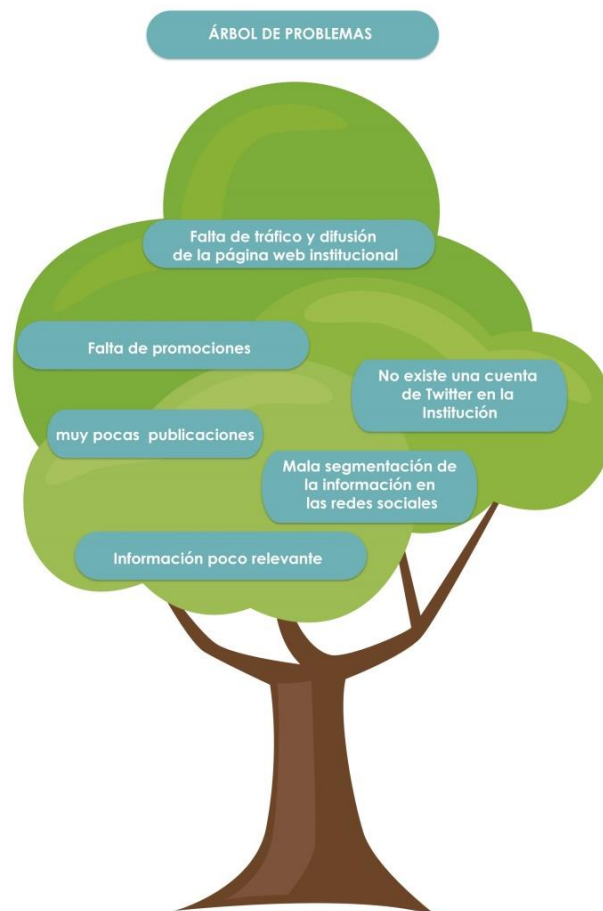 ÁRBOL DE PROBLEMAS
Falta de tráfico y difusión
de la página web institucional
Falta de promociones
No existe una cuenta
de Twitter en la
Institución
muy pocas publicaciones
Mala segmentación de
la información en
las redes sociales
Información poco relevante